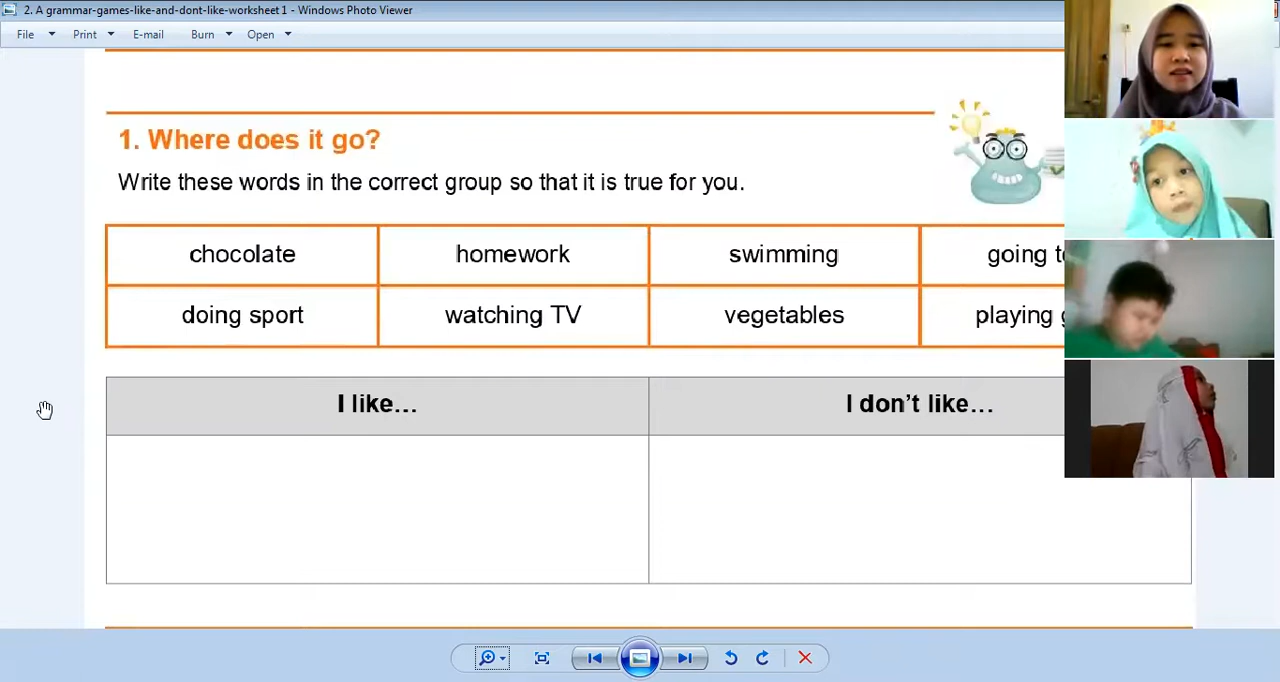 2. A grammar-games-like-and-dont-like-worksheet 1 - Windows Photo Viewer
File Print E-mail Burn Open
1. Where does it go?
Write these words in the correct group so that it is true for you.
chocolate homework swimming going
doing sport watching TV vegetables playing
I like… I don't like…